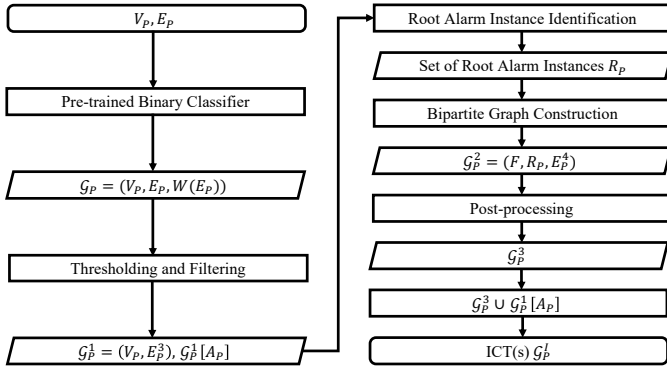 V_P, E_P
Pre-trained Binary Classifier
𝒢_P = (V_P, E_P, W(E_P))
Thresholding and Filtering
𝒢_P^1 = (V_P, E_P^3), 𝒢_P^1[A_P]
Root Alarm Instance Identification
Set of Root Alarm Instances R_P
Bipartite Graph Construction
𝒢_P^2 = (F, R_P, E_P^4)
Post-processing
𝒢_P^3
𝒢_P^3 ∪ 𝒢_P^1[A_P]
ICT(s) 𝒢_P^I